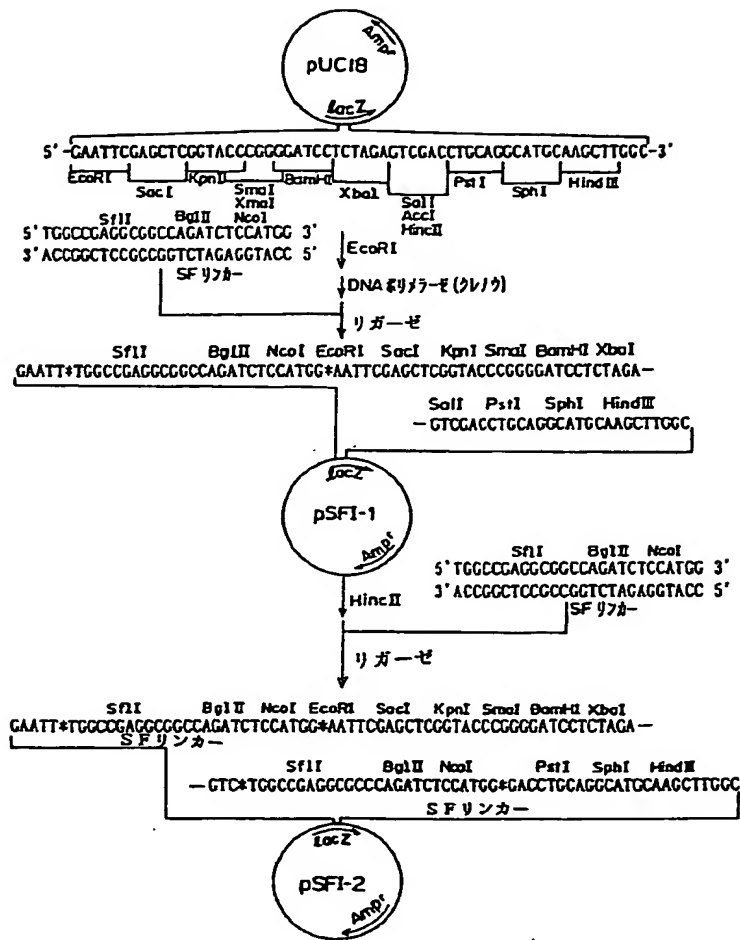 Ampr
pUC18
lacZ
5'-GAATTCGAGCTCGGTACCCGGGGATCCTCTAGAGTCGACCTGCAGGCATGCAAGCTTGGC-3'
EcoRI KpnII BamHI PstI HindIII
SacI SmaI XbaI SalI SphI
XmaI AccI
HincII
SfiI BglII NcoI
5'TGGCCGAGGCGGCCAGATCTCCATGG 3'
3'ACCGGCTCCGCCGGTCTAGAGGTACC 5'
SFリンカー
EcoRI
DNAポリメラーゼ(クレノウ)
リガーゼ
SfiI BglII NcoI EcoRI SacI KpnI SmaI BamHI XbaI
GAATT*TGGCCGAGGCGGCCAGATCTCCATGG*AATTCGAGCTCGGTACCCGGGGATCCTCTAGA—
SalI PstI SphI HindIII
—GTCGACCTGCAGGCATGCAAGCTTGGC
lacZ
pSFI-1
Ampr
SfiI BglII NcoI
5'TGGCCGAGGCGGCCAGATCTCCATGG 3'
3'ACCGGCTCCGCCGGTCTAGAGGTACC 5'
SFリンカー
HincII
リガーゼ
SfiI BglII NcoI EcoRI SacI KpnI SmaI BamHI XbaI
GAATT*TGGCCGAGGCGGCCAGATCTCCATGG*AATTCGAGCTCGGTACCCGGGGATCCTCTAGA—
SFリンカー
SfiI BglII NcoI PstI SphI HindIII
—GTC*TGGCCGAGGCGCCCAGATCTCCATGG*GACCTGCAGGCATGCAAGCTTGGC
SFリンカー
lacZ
pSFI-2
Ampr